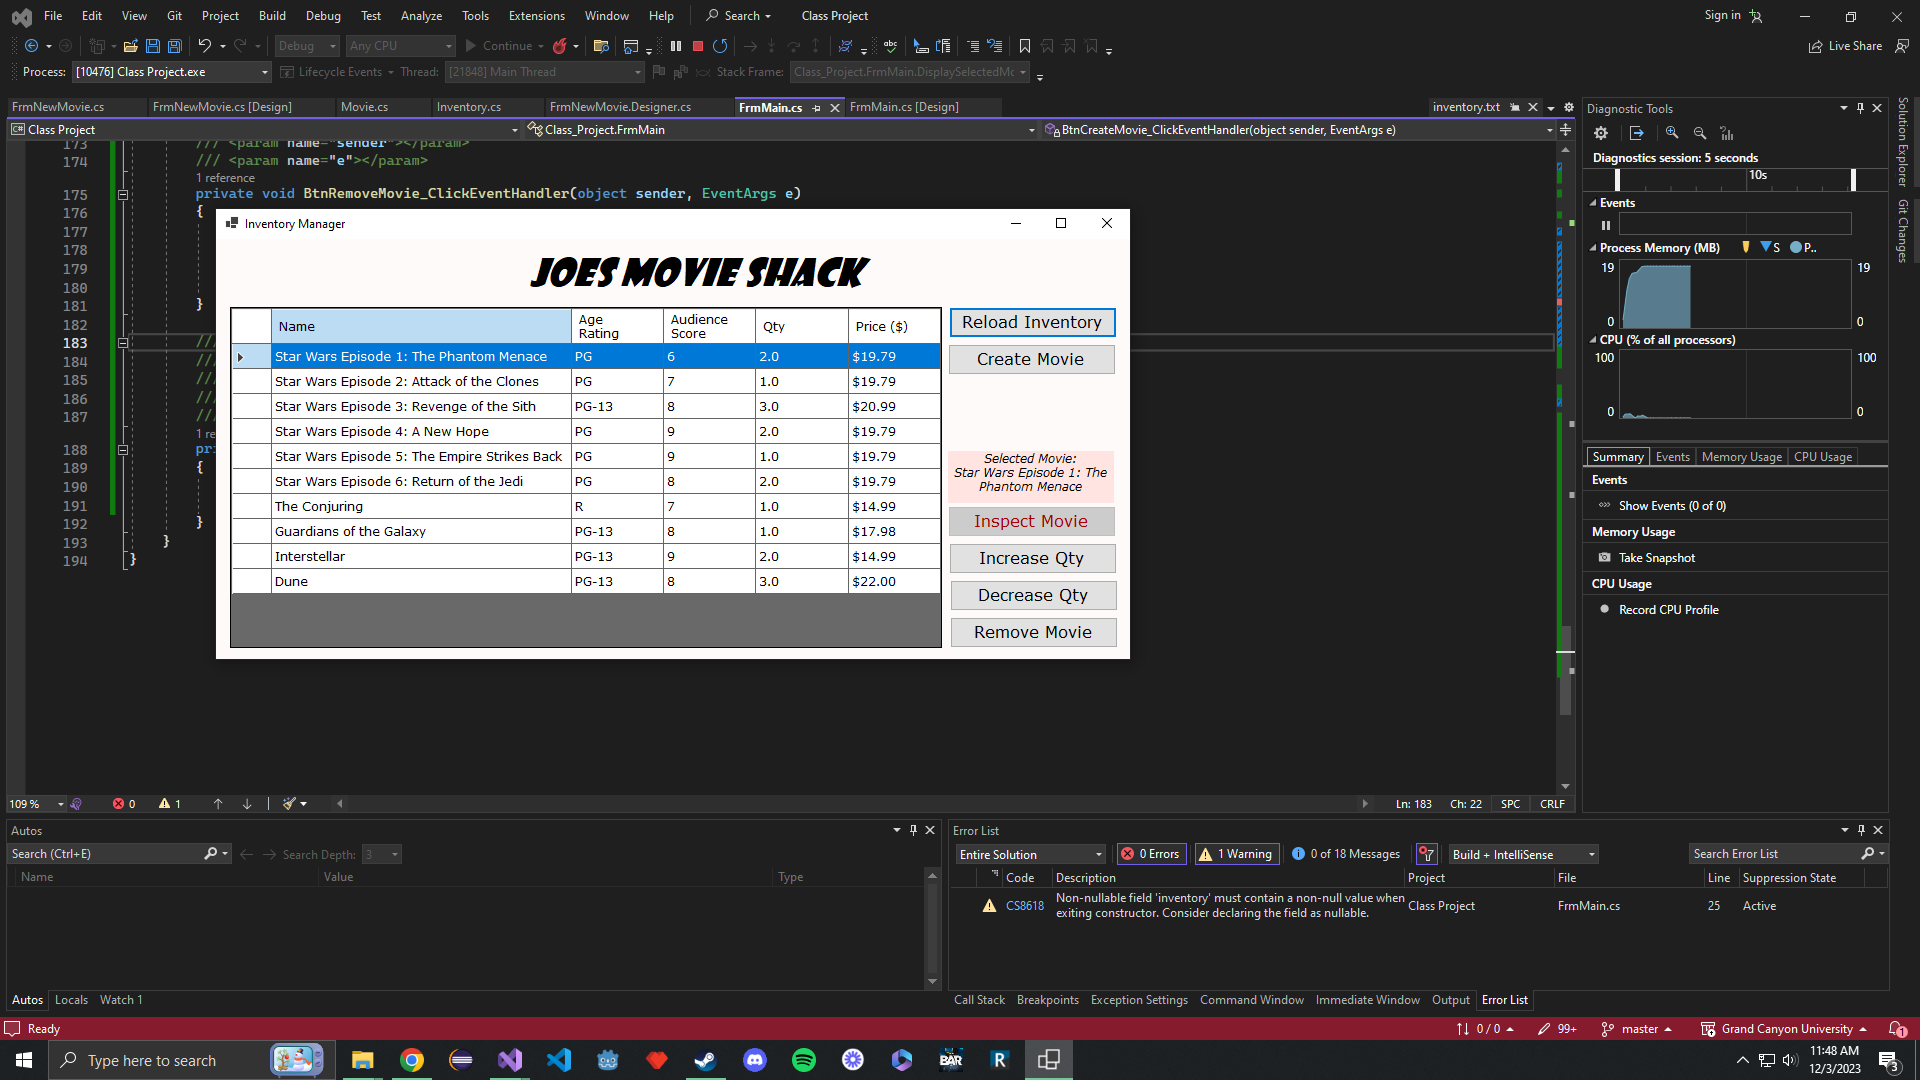 File Edit View Git Project Build Debug Test Analyze Tools Extensions Window Help Search Class Project Sign in
Debug Any CPU Continue Live Share
Process: [10476] Class Project.exe Lifecycle Events Thread: [21848] Main Thread Stack Frame: Class_Project.FrmMain.DisplaySelectedMc
FrmNewMovie.cs FrmNewMovie.cs [Design] Movie.cs Inventory.cs FrmNewMovie.Designer.cs FrmMain.cs FrmMain.cs [Design] inventory.txt
Class Project Class_Project.FrmMain BtnCreateMovie_ClickEventHandler(object sender, EventArgs e)
173 /// <param name="sender"></param>
174 /// <param name="e"></param>
1 reference
175 private void BtnRemoveMovie_ClickEventHandler(object sender, EventArgs e)
176 {
177
178
179
180
181 }
182
183 ///
184 ///
185 ///
186 ///
187 ///
1 re
188 pri
189 {
190
191
192 }
193 }
194 }
Inventory Manager
JOES MOVIE SHACK
Name Age Rating Audience Score Qty Price ($)
Star Wars Episode 1: The Phantom Menace PG 6 2.0 $19.79
Star Wars Episode 2: Attack of the Clones PG 7 1.0 $19.79
Star Wars Episode 3: Revenge of the Sith PG-13 8 3.0 $20.99
Star Wars Episode 4: A New Hope PG 9 2.0 $19.79
Star Wars Episode 5: The Empire Strikes Back PG 9 1.0 $19.79
Star Wars Episode 6: Return of the Jedi PG 8 2.0 $19.79
The Conjuring R 7 1.0 $14.99
Guardians of the Galaxy PG-13 8 1.0 $17.98
Interstellar PG-13 9 2.0 $14.99
Dune PG-13 8 3.0 $22.00
Reload Inventory
Create Movie
Selected Movie:
Star Wars Episode 1: The
Phantom Menace
Inspect Movie
Increase Qty
Decrease Qty
Remove Movie
109 % 0 1 Ln: 183 Ch: 22 SPC CRLF
Diagnostic Tools
Diagnostics session: 5 seconds
10s
Events
Process Memory (MB) S P..
19 19
0 0
CPU (% of all processors)
100 100
0 0
Summary Events Memory Usage CPU Usage
Events
Show Events (0 of 0)
Memory Usage
Take Snapshot
CPU Usage
Record CPU Profile
Solution Explorer
Git Changes
Autos
Search (Ctrl+E) Search Depth: 3
Name Value Type
Autos Locals Watch 1
Error List
Entire Solution 0 Errors 1 Warning 0 of 18 Messages Build + IntelliSense Search Error List
Code Description Project File Line Suppression State
CS8618 Non-nullable field 'inventory' must contain a non-null value when exiting constructor. Consider declaring the field as nullable. Class Project FrmMain.cs 25 Active
Call Stack Breakpoints Exception Settings Command Window Immediate Window Output Error List
Ready 0 / 0 99+ master Grand Canyon University 1
Type here to search BAR R 11:48 AM
12/3/2023 3